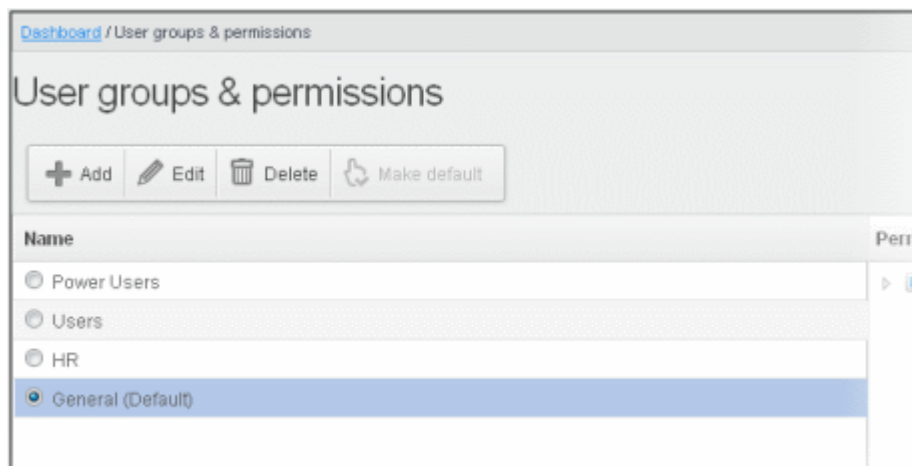 Dashboard / User groups & permissions
User groups & permissions
Add Edit Delete Make default
Name
Power Users
Users
HR
General (Default)